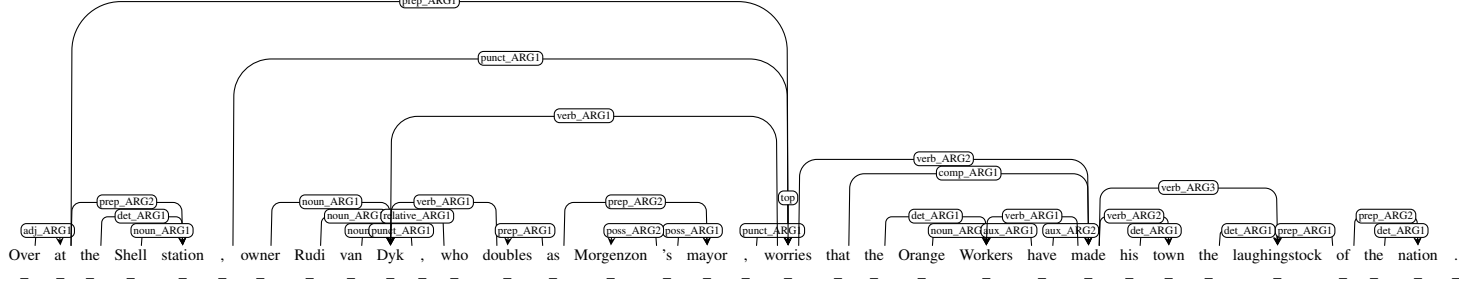 prep_ARG1
punct_ARG1
verb_ARG1
verb_ARG2
comp_ARG1
verb_ARG3
prep_ARG2 noun_ARG1 verb_ARG1 prep_ARG2 top
det_ARG1 noun_ARG relative_ARG1 det_ARG1 verb_ARG1 verb_ARG2 prep_ARG2
adj_ARG1 noun_ARG1 noun punct_ARG1 prep_ARG1 poss_ARG2 poss_ARG1 punct_ARG1 noun_ARG aux_ARG1 aux_ARG2 det_ARG1 det_ARG1 prep_ARG1 det_ARG1
Over at the Shell station , owner Rudi van Dyk , who doubles as Morgenzon 's mayor , worries that the Orange Workers have made his town the laughingstock of the nation .
_ _ _ _ _ _ _ _ _ _ _ _ _ _ _ _ _ _ _ _ _ _ _ _ _ _ _ _ _ _ _ _ _